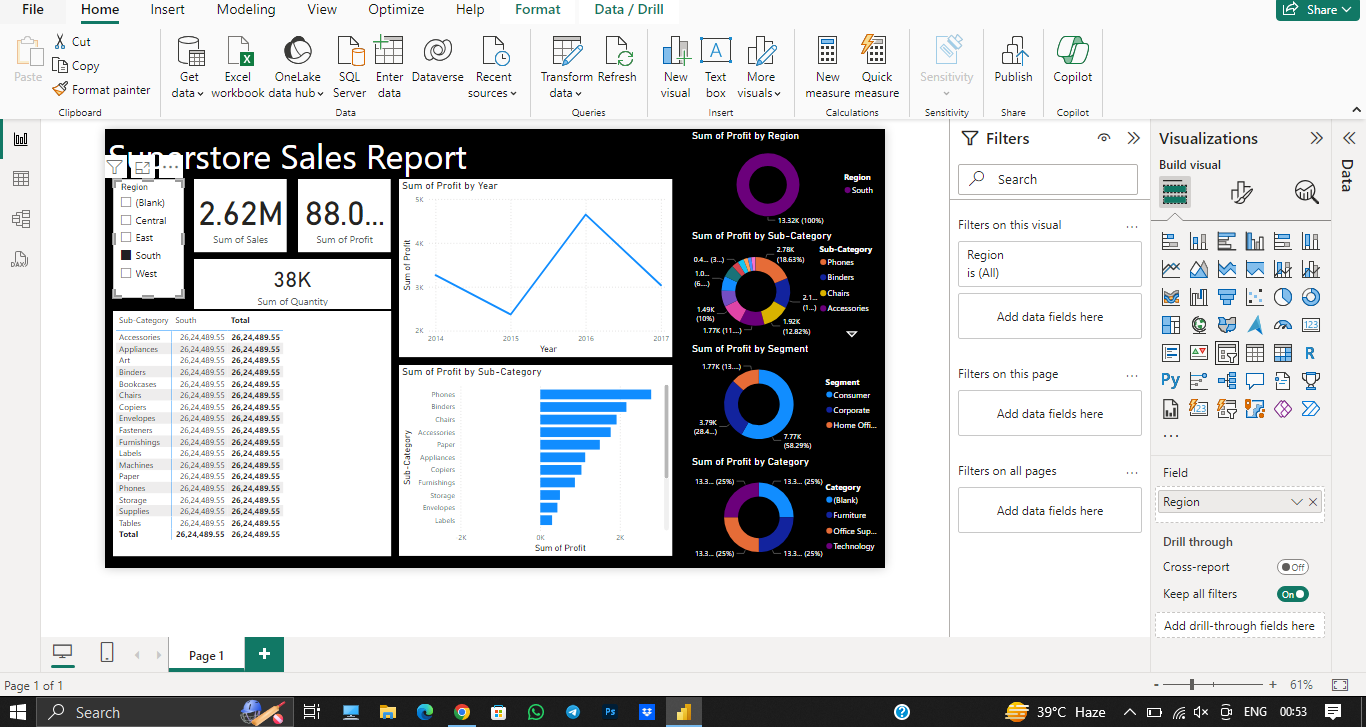 File Home Insert Modeling View Optimize Help Format Data / Drill Share
Paste Cut
Copy
Format painter
Get data Excel workbook OneLake data hub SQL Server Enter data Dataverse Recent sources Transform data Refresh New visual Text box More visuals New measure Quick measure Sensitivity Publish Copilot
Clipboard Data Queries Insert Calculations Sensitivity Share Copilot
Superstore Sales Report
Region
(Blank)
Central
East
South
West
2.62M
Sum of Sales
88.0...
Sum of Profit
38K
Sum of Quantity
Sub-Category South Total
Accessories 26,24,489.55 26,24,489.55
Appliances 26,24,489.55 26,24,489.55
Art 26,24,489.55 26,24,489.55
Binders 26,24,489.55 26,24,489.55
Bookcases 26,24,489.55 26,24,489.55
Chairs 26,24,489.55 26,24,489.55
Copiers 26,24,489.55 26,24,489.55
Envelopes 26,24,489.55 26,24,489.55
Fasteners 26,24,489.55 26,24,489.55
Furnishings 26,24,489.55 26,24,489.55
Labels 26,24,489.55 26,24,489.55
Machines 26,24,489.55 26,24,489.55
Paper 26,24,489.55 26,24,489.55
Phones 26,24,489.55 26,24,489.55
Storage 26,24,489.55 26,24,489.55
Supplies 26,24,489.55 26,24,489.55
Tables 26,24,489.55 26,24,489.55
Total 26,24,489.55 26,24,489.55
Sum of Profit by Year
Sum of Profit
5K
4K
3K
2K
2014 2015 2016 2017
Year
Sum of Profit by Sub-Category
Sub-Category
Phones
Binders
Chairs
Accessories
Paper
Appliances
Copiers
Furnishings
Storage
Envelopes
Labels
2K 0K 2K
Sum of Profit
Sum of Profit by Region
Region
South
13.32K (100%)
Sum of Profit by Sub-Category
2.78K (18.63%)
2.1... (1...)
1.92K (12.82%)
1.77K (11....)
1.49K (10%)
1.0... (6....)
0.4... (3...)
Sub-Category
Phones
Binders
Chairs
Accessories
Sum of Profit by Segment
1.77K (13....)
3.79K (28.4...)
7.77K (58.29%)
Segment
Consumer
Corporate
Home Offi...
Sum of Profit by Category
13.3... (25%) 13.3... (25%)
13.3... (25%) 13.3... (25%)
Category
(Blank)
Furniture
Office Sup...
Technology
Filters
Search
Filters on this visual ...
Region
is (All)
Add data fields here
Filters on this page ...
Add data fields here
Filters on all pages ...
Add data fields here
Visualizations
Build visual
R
Py
123
...
Field
Region
Drill through
Cross-report Off
Keep all filters On
Add drill-through fields here
Data
Page 1
Page 1 of 1
- + 61%
Search
Ps
39°C Haze ENG 00:53